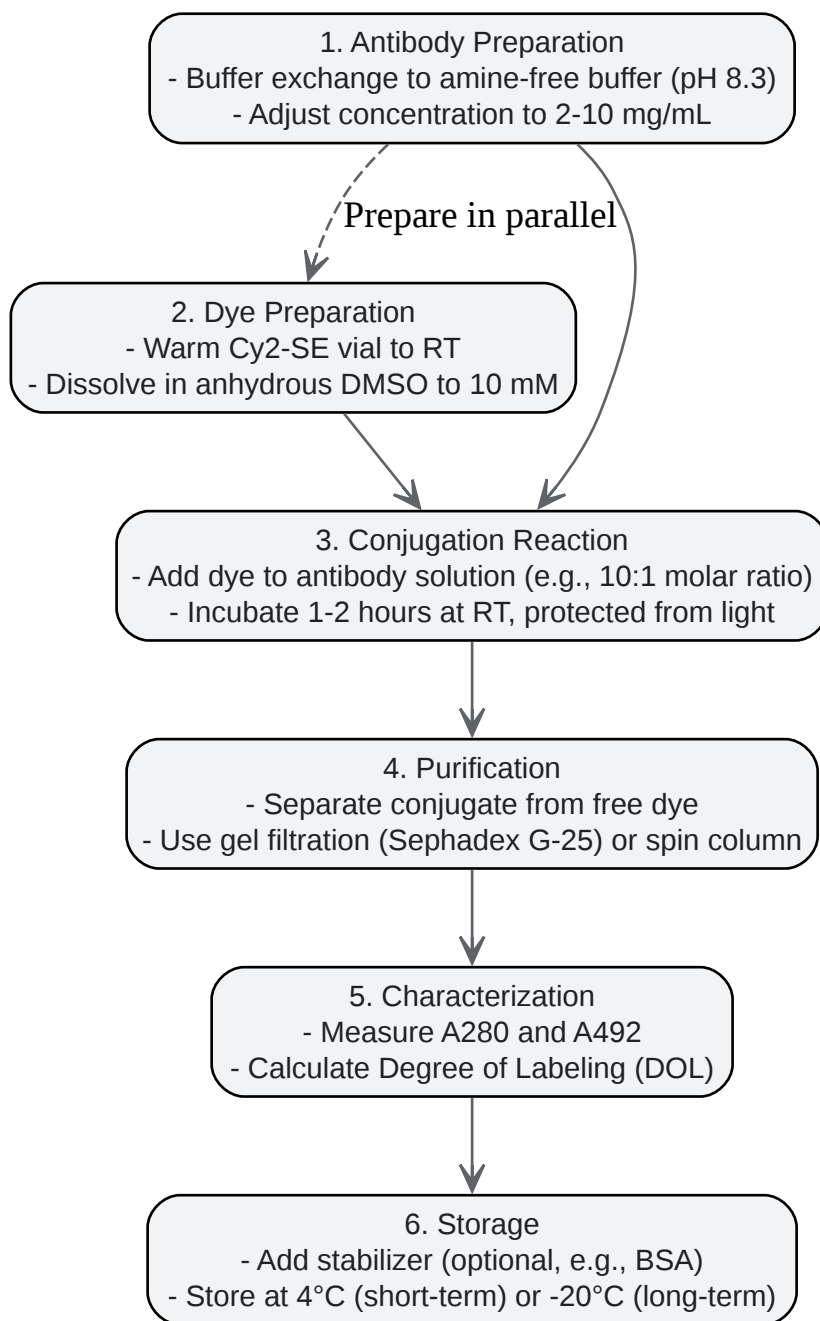 1. Antibody Preparation
- Buffer exchange to amine-free buffer (pH 8.3)
- Adjust concentration to 2-10 mg/mL
Prepare in parallel
2. Dye Preparation
- Warm Cy2-SE vial to RT
- Dissolve in anhydrous DMSO to 10 mM
3. Conjugation Reaction
- Add dye to antibody solution (e.g., 10:1 molar ratio)
- Incubate 1-2 hours at RT, protected from light
4. Purification
- Separate conjugate from free dye
- Use gel filtration (Sephadex G-25) or spin column
5. Characterization
- Measure A280 and A492
- Calculate Degree of Labeling (DOL)
6. Storage
- Add stabilizer (optional, e.g., BSA)
- Store at 4°C (short-term) or -20°C (long-term)